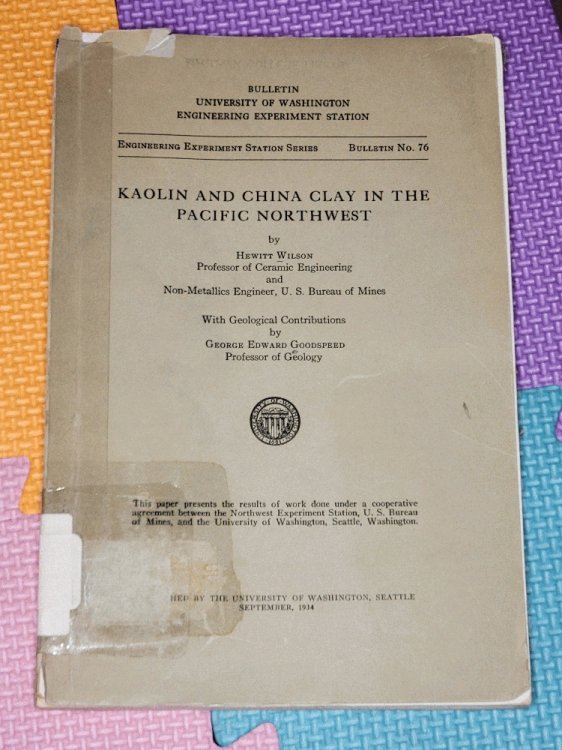 BULLETIN
UNIVERSITY OF WASHINGTON
ENGINEERING EXPERIMENT STATION
ENGINEERING EXPERIMENT STATION SERIES BULLETIN NO. 76
KAOLIN AND CHINA CLAY IN THE
PACIFIC NORTHWEST
by
HEWITT WILSON
Professor of Ceramic Engineering
and
Non-Metallics Engineer, U. S. Bureau of Mines
With Geological Contributions
by
GEORGE EDWARD GOODSPEED
Professor of Geology
This paper presents the results of work done under a cooperative
agreement between the Northwest Experiment Station, U. S. Bureau
of Mines, and the University of Washington, Seattle, Washington.
HED BY THE UNIVERSITY OF WASHINGTON, SEATTLE
SEPTEMBER, 1934